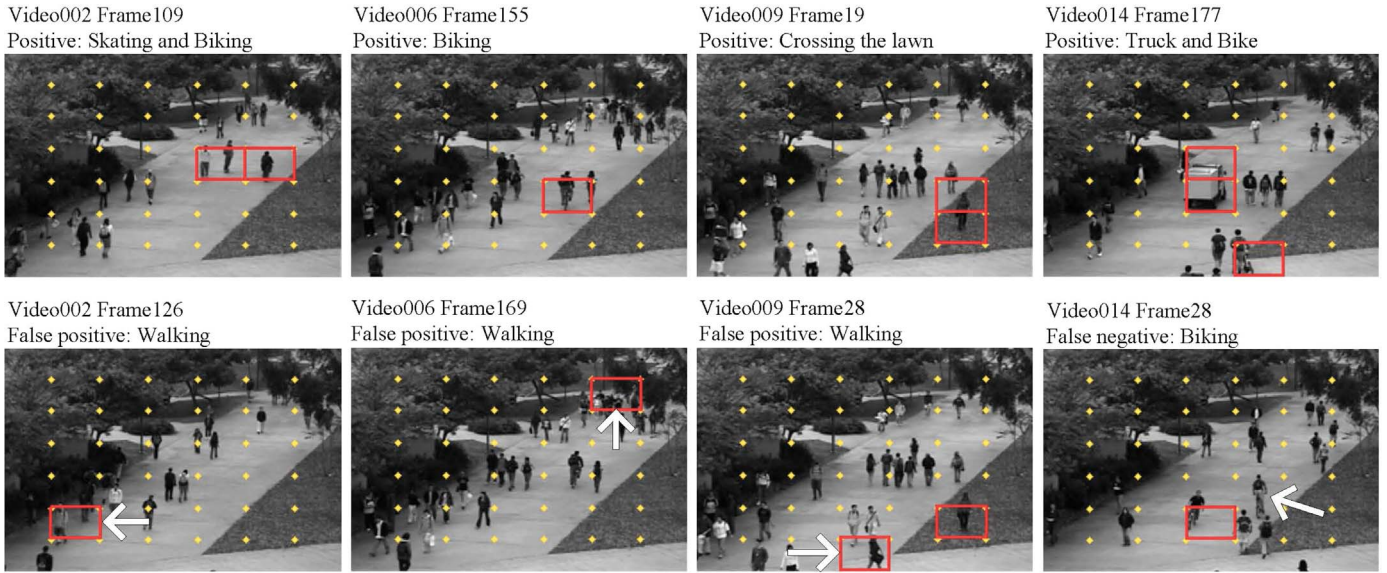 Video002 Frame109
Positive: Skating and Biking
Video006 Frame155
Positive: Biking
Video009 Frame19
Positive: Crossing the lawn
Video014 Frame177
Positive: Truck and Bike
Video002 Frame126
False positive: Walking
Video006 Frame169
False positive: Walking
Video009 Frame28
False positive: Walking
Video014 Frame28
False negative: Biking